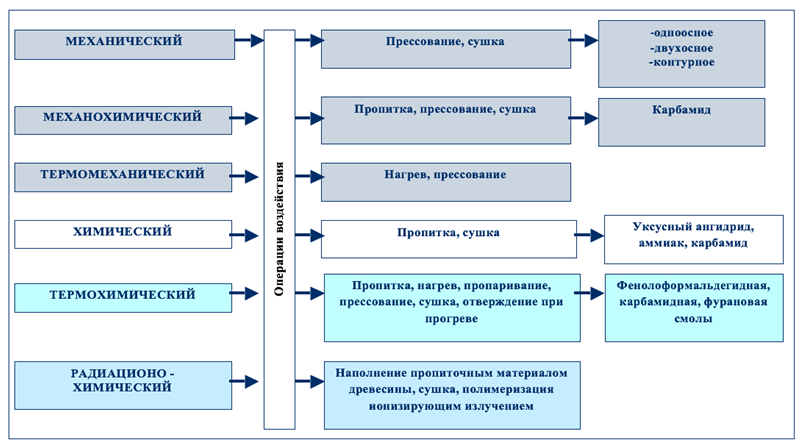 МЕХАНИЧЕСКИЙ
Прессование, сушка
-одноосное
-двухосное
-контурное
МЕХАНОХИМИЧЕСКИЙ
Пропитка, прессование, сушка
Карбамид
ТЕРМОМЕХАНИЧЕСКИЙ
Нагрев, прессование
Операции воздействия
ХИМИЧЕСКИЙ
Пропитка, сушка
Уксусный ангидрид,
аммиак, карбамид
ТЕРМОХИМИЧЕСКИЙ
Пропитка, нагрев, пропаривание,
прессование, сушка, отверждение при
прогреве
Фенолоформальдегидная,
карбамидная, фурановая
смолы
РАДИАЦИОНО -
ХИМИЧЕСКИЙ
Наполнение пропиточным материалом
древесины, сушка, полимеризация
ионизирующим излучением